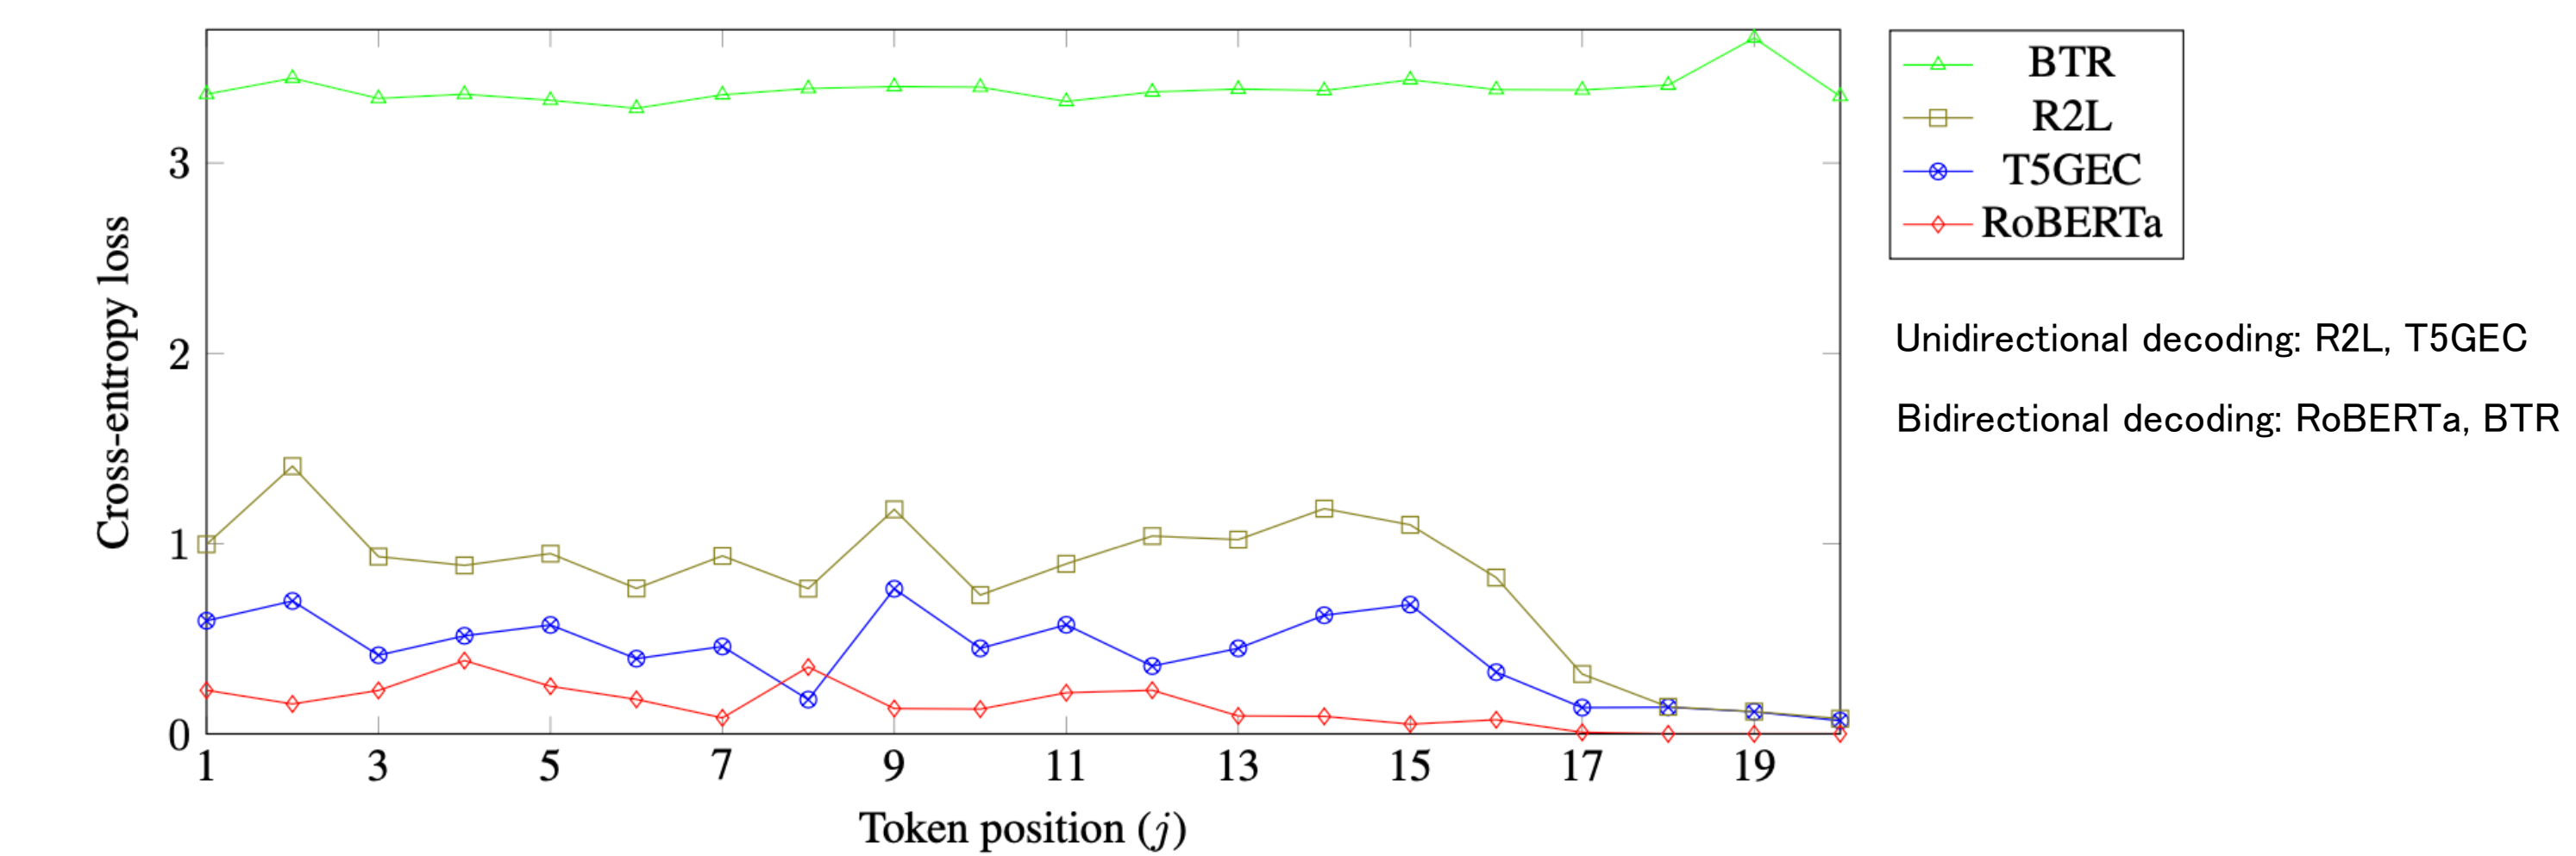 BTR
R2L
T5GEC
RoBERTa
Unidirectional decoding: R2L, T5GEC
Bidirectional decoding: RoBERTa, BTR
Cross-entropy loss
3
2
1
0
1 3 5 7 9 11 13 15 17 19
Token position (j)